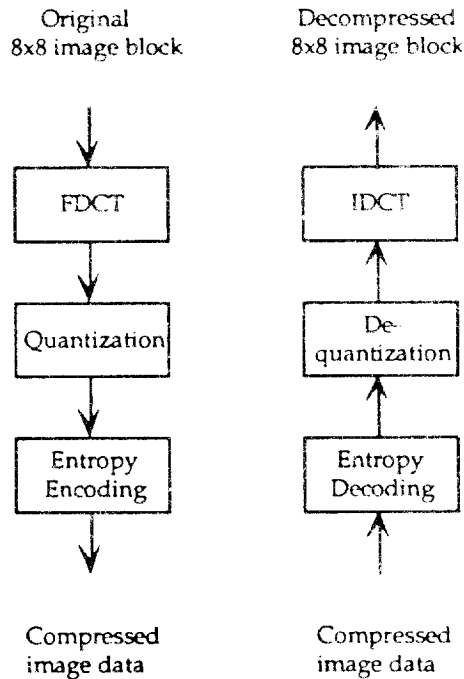 Original
8x8 image block
FDCT
Quantization
Entropy
Encoding
Compressed
image data
Decompressed
8x8 image block
IDCT
De-
quantization
Entropy
Decoding
Compressed
image data